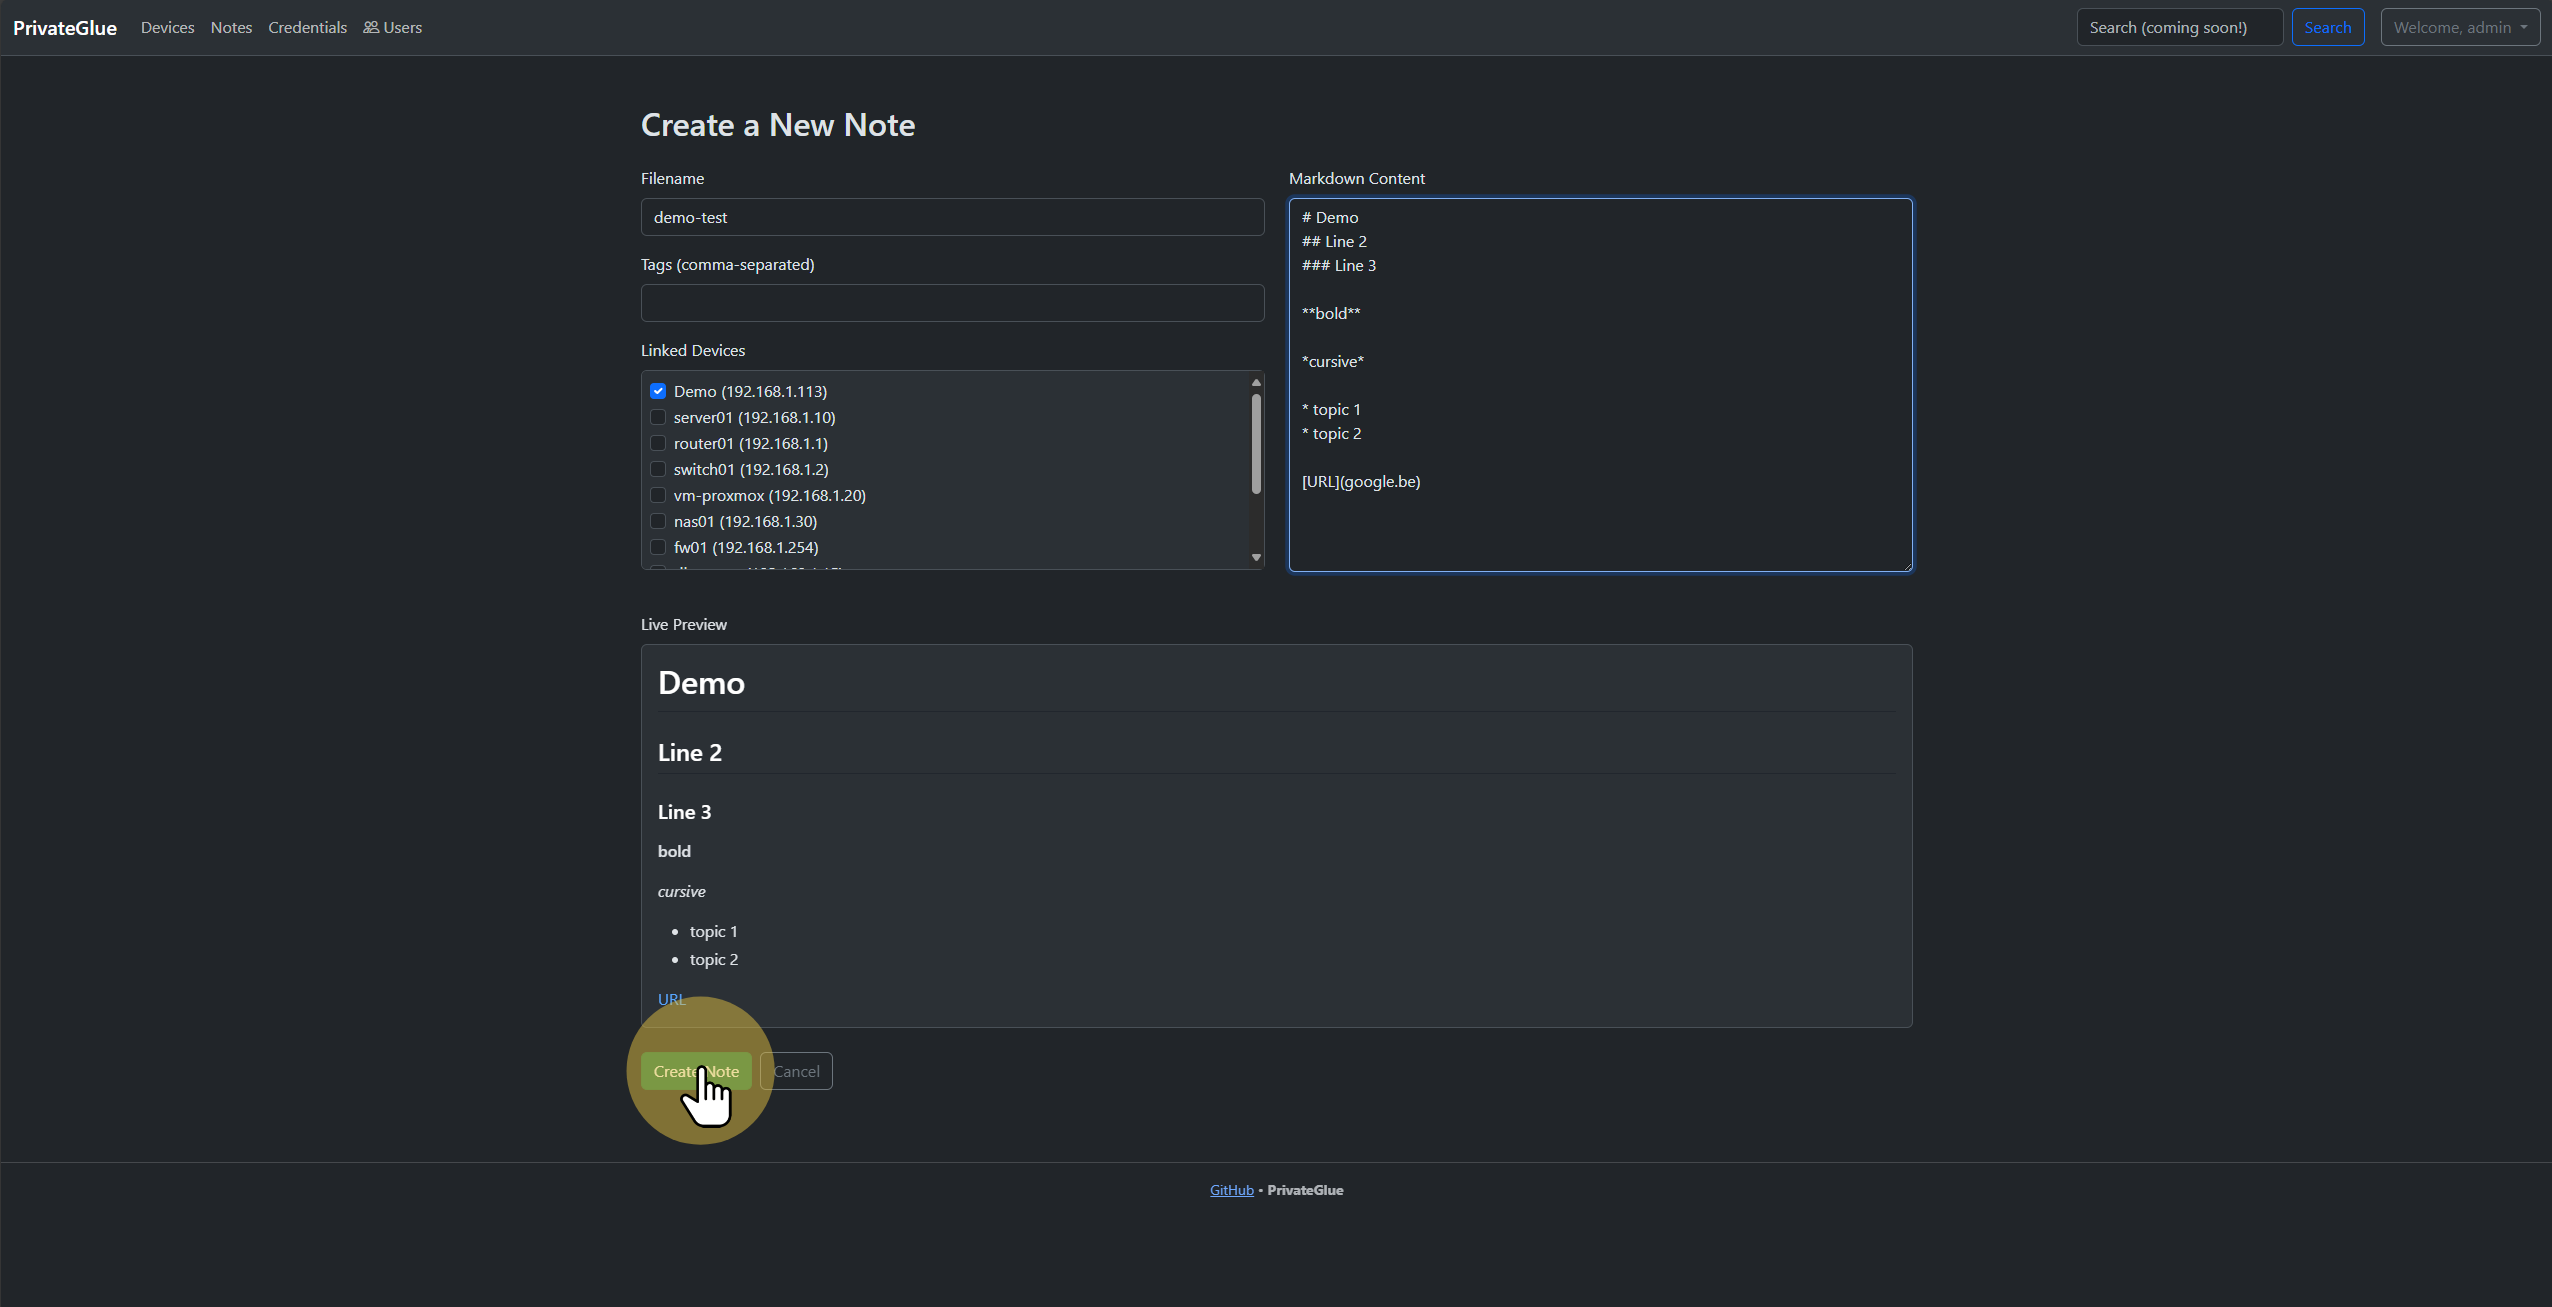 PrivateGlue Devices Notes Credentials Users Search (coming soon!) Search Welcome, admin
Create a New Note
Filename
demo-test
Tags (comma-separated)
Linked Devices
Demo (192.168.1.113)
server01 (192.168.1.10)
router01 (192.168.1.1)
switch01 (192.168.1.2)
vm-proxmox (192.168.1.20)
nas01 (192.168.1.30)
fw01 (192.168.1.254)
Markdown Content
# Demo
## Line 2
### Line 3
**bold**
*cursive*
* topic 1
* topic 2
[URL](google.be)
Live Preview
Demo
Line 2
Line 3
bold
cursive
• topic 1
• topic 2
URL
Create Note Cancel
GitHub • PrivateGlue